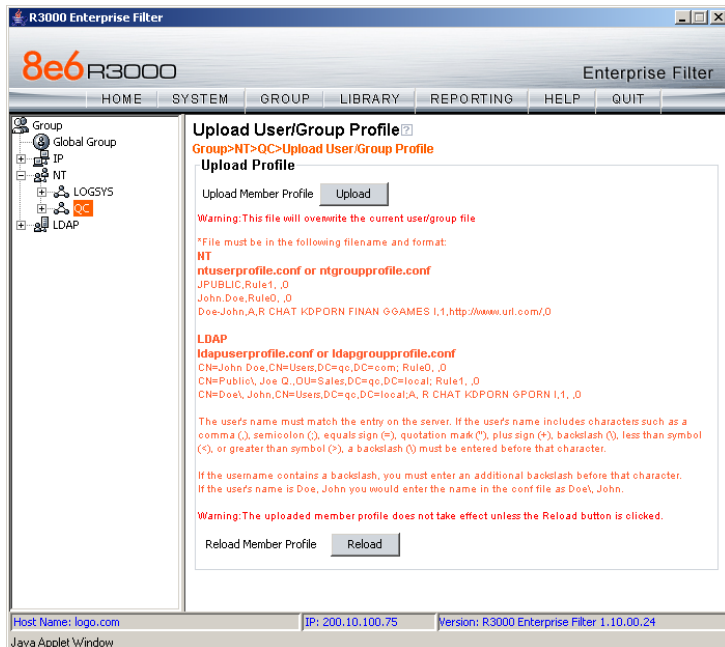 R3000 Enterprise Filter
8e6 R3000
Enterprise Filter
HOME SYSTEM GROUP LIBRARY REPORTING HELP QUIT
Group
Global Group
IP
NT
LOGSYS
QC
LDAP
Upload User/Group Profile?
Group>NT>QC>Upload User/Group Profile
Upload Profile
Upload Member Profile Upload
Warning:This file will overwrite the current user/group file
*File must be in the following filename and format:
NT
ntuserprofile.conf or ntgroupprofile.conf
JPUBLIC,Rule1, ,0
John.Doe,Rule0, ,0
Doe-John,A,R CHAT KDPORN FINAN GGAMES I,1,http://www.url.com/,0
LDAP
ldapuserprofile.conf or ldapgroupprofile.conf
CN=John Doe,CN=Users,DC=qc,DC=com; Rule0, ,0
CN=Public\, Joe Q.,OU=Sales,DC=qc,DC=local; Rule1, ,0
CN=Doe\, John,CN=Users,DC=qc,DC=local;A, R CHAT KDPORN GPORN I,1, ,0
The user's name must match the entry on the server. If the user's name includes characters such as a
comma (,), semicolon (;), equals sign (=), quotation mark ("), plus sign (+), backslash (\), less than symbol
(<), or greater than symbol (>), a backslash (\) must be entered before that character.
If the username contains a backslash, you must enter an additional backslash before that character.
If the user's name is Doe, John you would enter the name in the conf file as Doe\, John.
Warning:The uploaded member profile does not take effect unless the Reload button is clicked.
Reload Member Profile Reload
Host Name: logo.com IP: 200.10.100.75 Version: R3000 Enterprise Filter 1.10.00.24
Java Applet Window